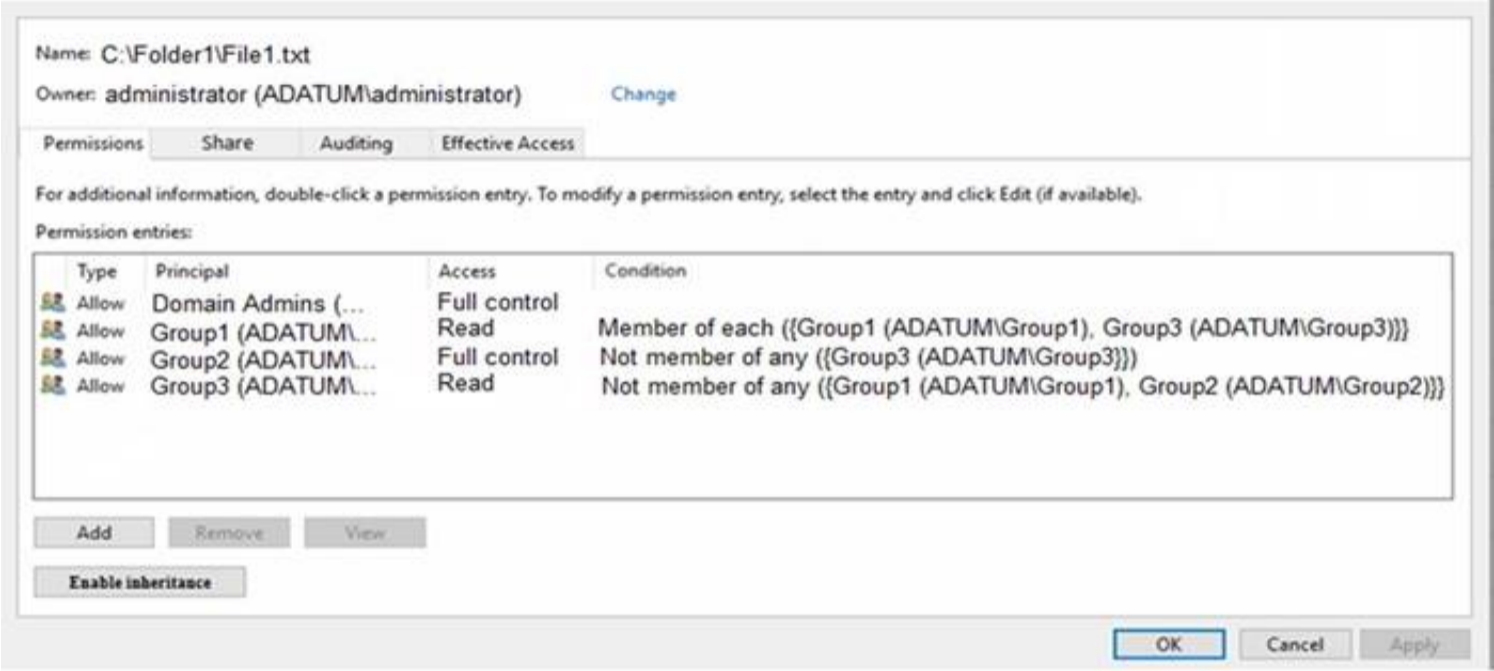 Name: C:\Folder1\File1.txt
Owner: administrator (ADATUM\administrator) Change
Permissions Share Auditing Effective Access
For additional information, double-click a permission entry. To modify a permission entry, select the entry and click Edit (if available).
Permission entries:
Type Principal Access Condition
Allow Domain Admins (... Full control
Allow Group1 (ADATUM\... Read Member of each ({Group1 (ADATUM\Group1), Group3 (ADATUM\Group3)}}
Allow Group2 (ADATUM\... Full control Not member of any ({Group3 (ADATUM\Group3}})
Allow Group3 (ADATUM\... Read Not member of any ({Group1 (ADATUM\Group1), Group2 (ADATUM\Group2)}}
Add Remove View
Enable inheritance
OK Cancel Apply